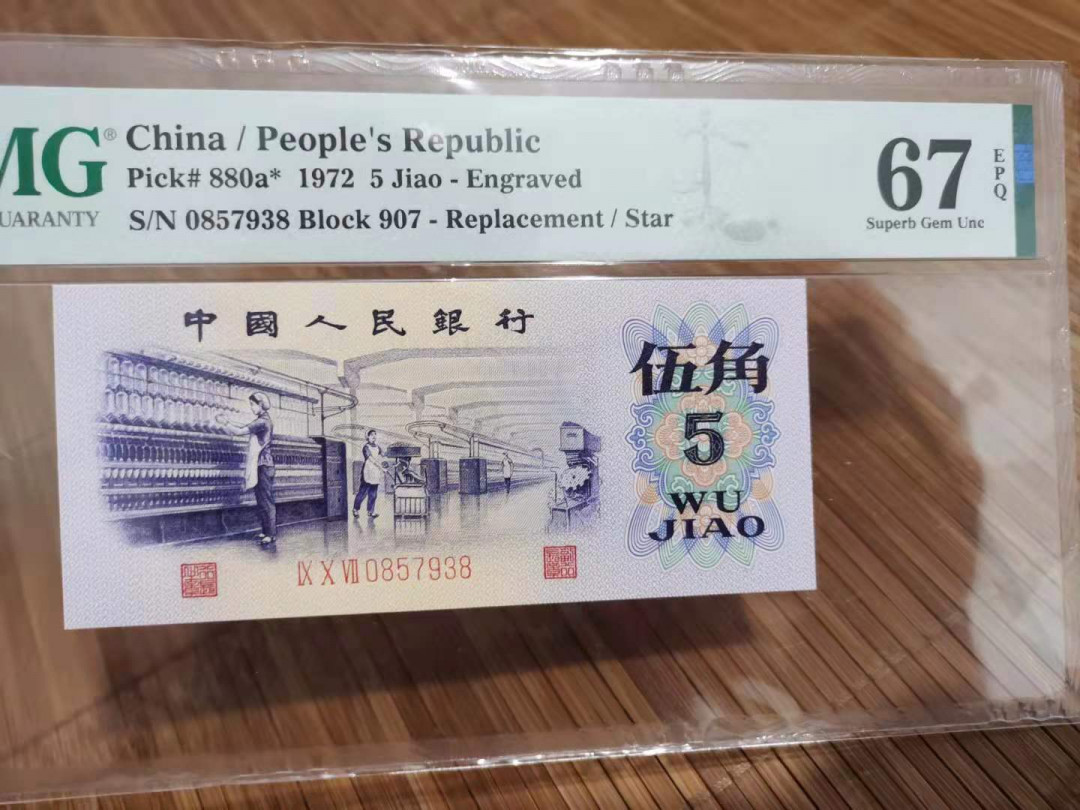 MG®
GUARANTY
China / People's Republic
Pick# 880a* 1972 5 Jiao - Engraved
S/N 0857938 Block 907 - Replacement / Star
67
EPQ
Superb Gem Unc
中國人民銀行
伍角
5
WU
JIAO
IX X VII 0857938